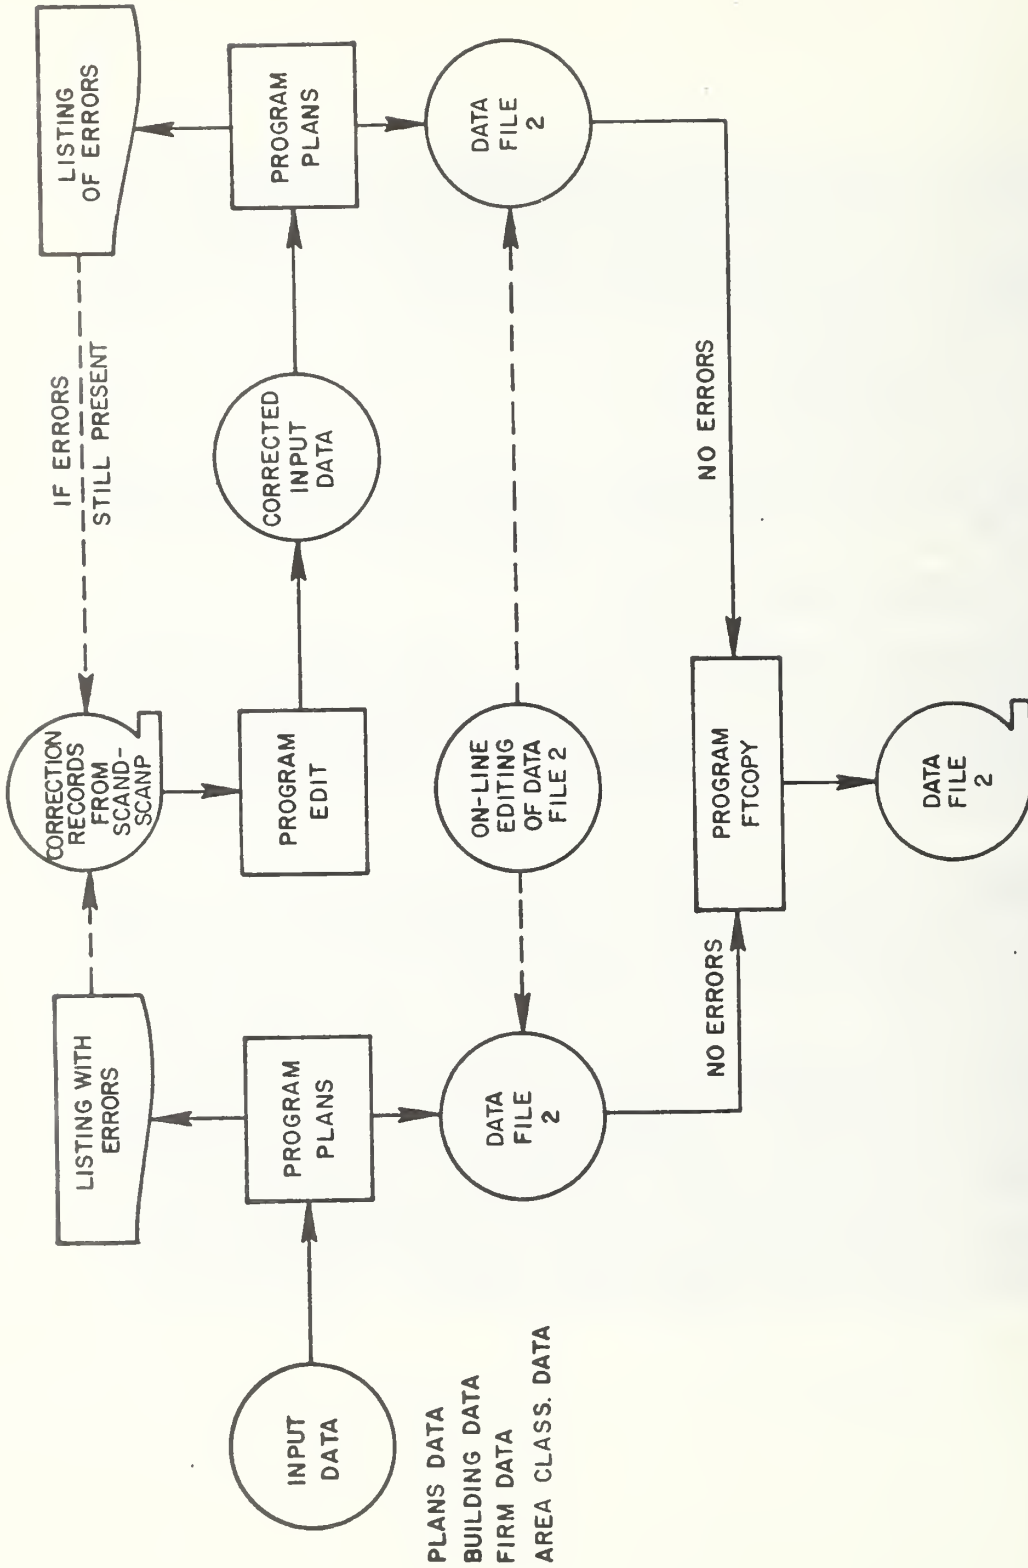 INPUT
DATA
PLANS DATA
BUILDING DATA
FIRM DATA
AREA CLASS. DATA
LISTING WITH
ERRORS
PROGRAM
PLANS
DATA
FILE
2
NO ERRORS
CORRECTION
RECORDS
FROM
SCAND-
SCANP
PROGRAM
EDIT
ON-LINE
EDITING
OF DATA
FILE 2
PROGRAM
FTCOPY
DATA
FILE
2
IF ERRORS
STILL PRESENT
CORRECTED
INPUT
DATA
NO ERRORS
LISTING
OF ERRORS
PROGRAM
PLANS
DATA
FILE
2